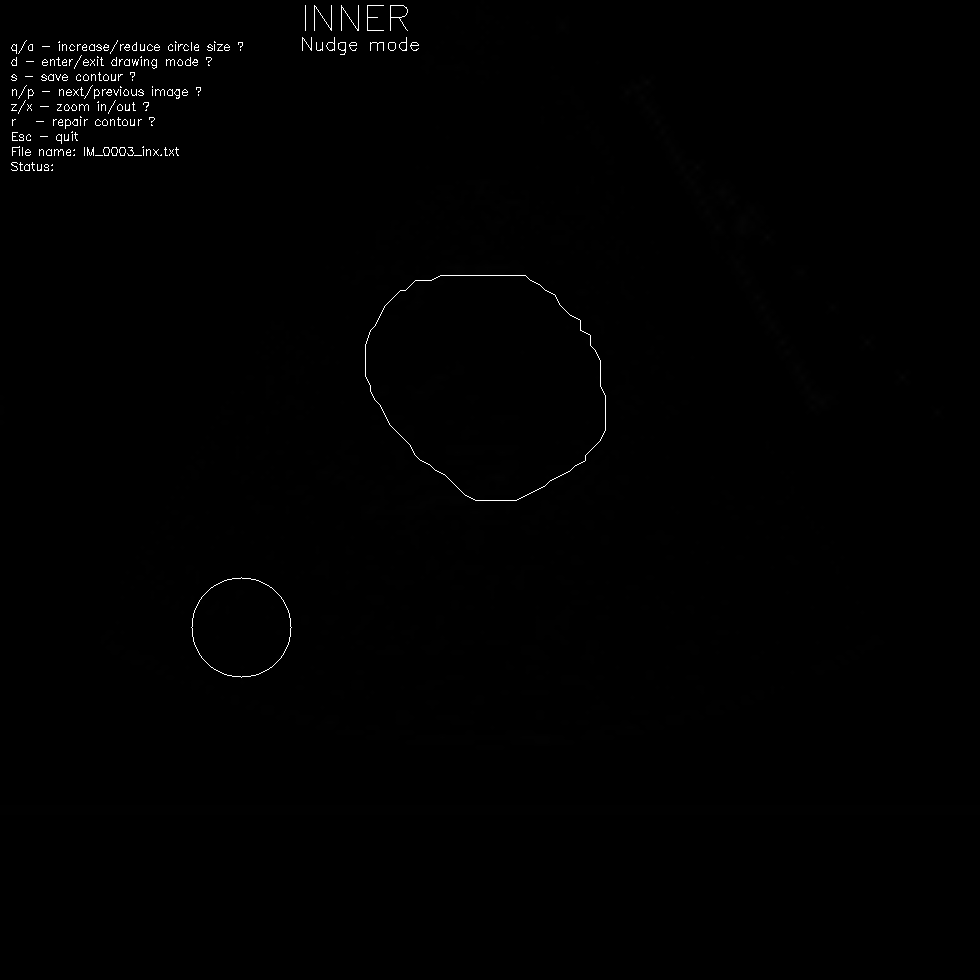 INNER
Nudge mode
q/a - increase/reduce circle size ?
d - enter/exit drawing mode ?
s - save contour ?
n/p - next/previous image ?
z/x - zoom in/out ?
r - repair contour ?
Esc - quit
File name: IM_0003_inx.txt
Status: